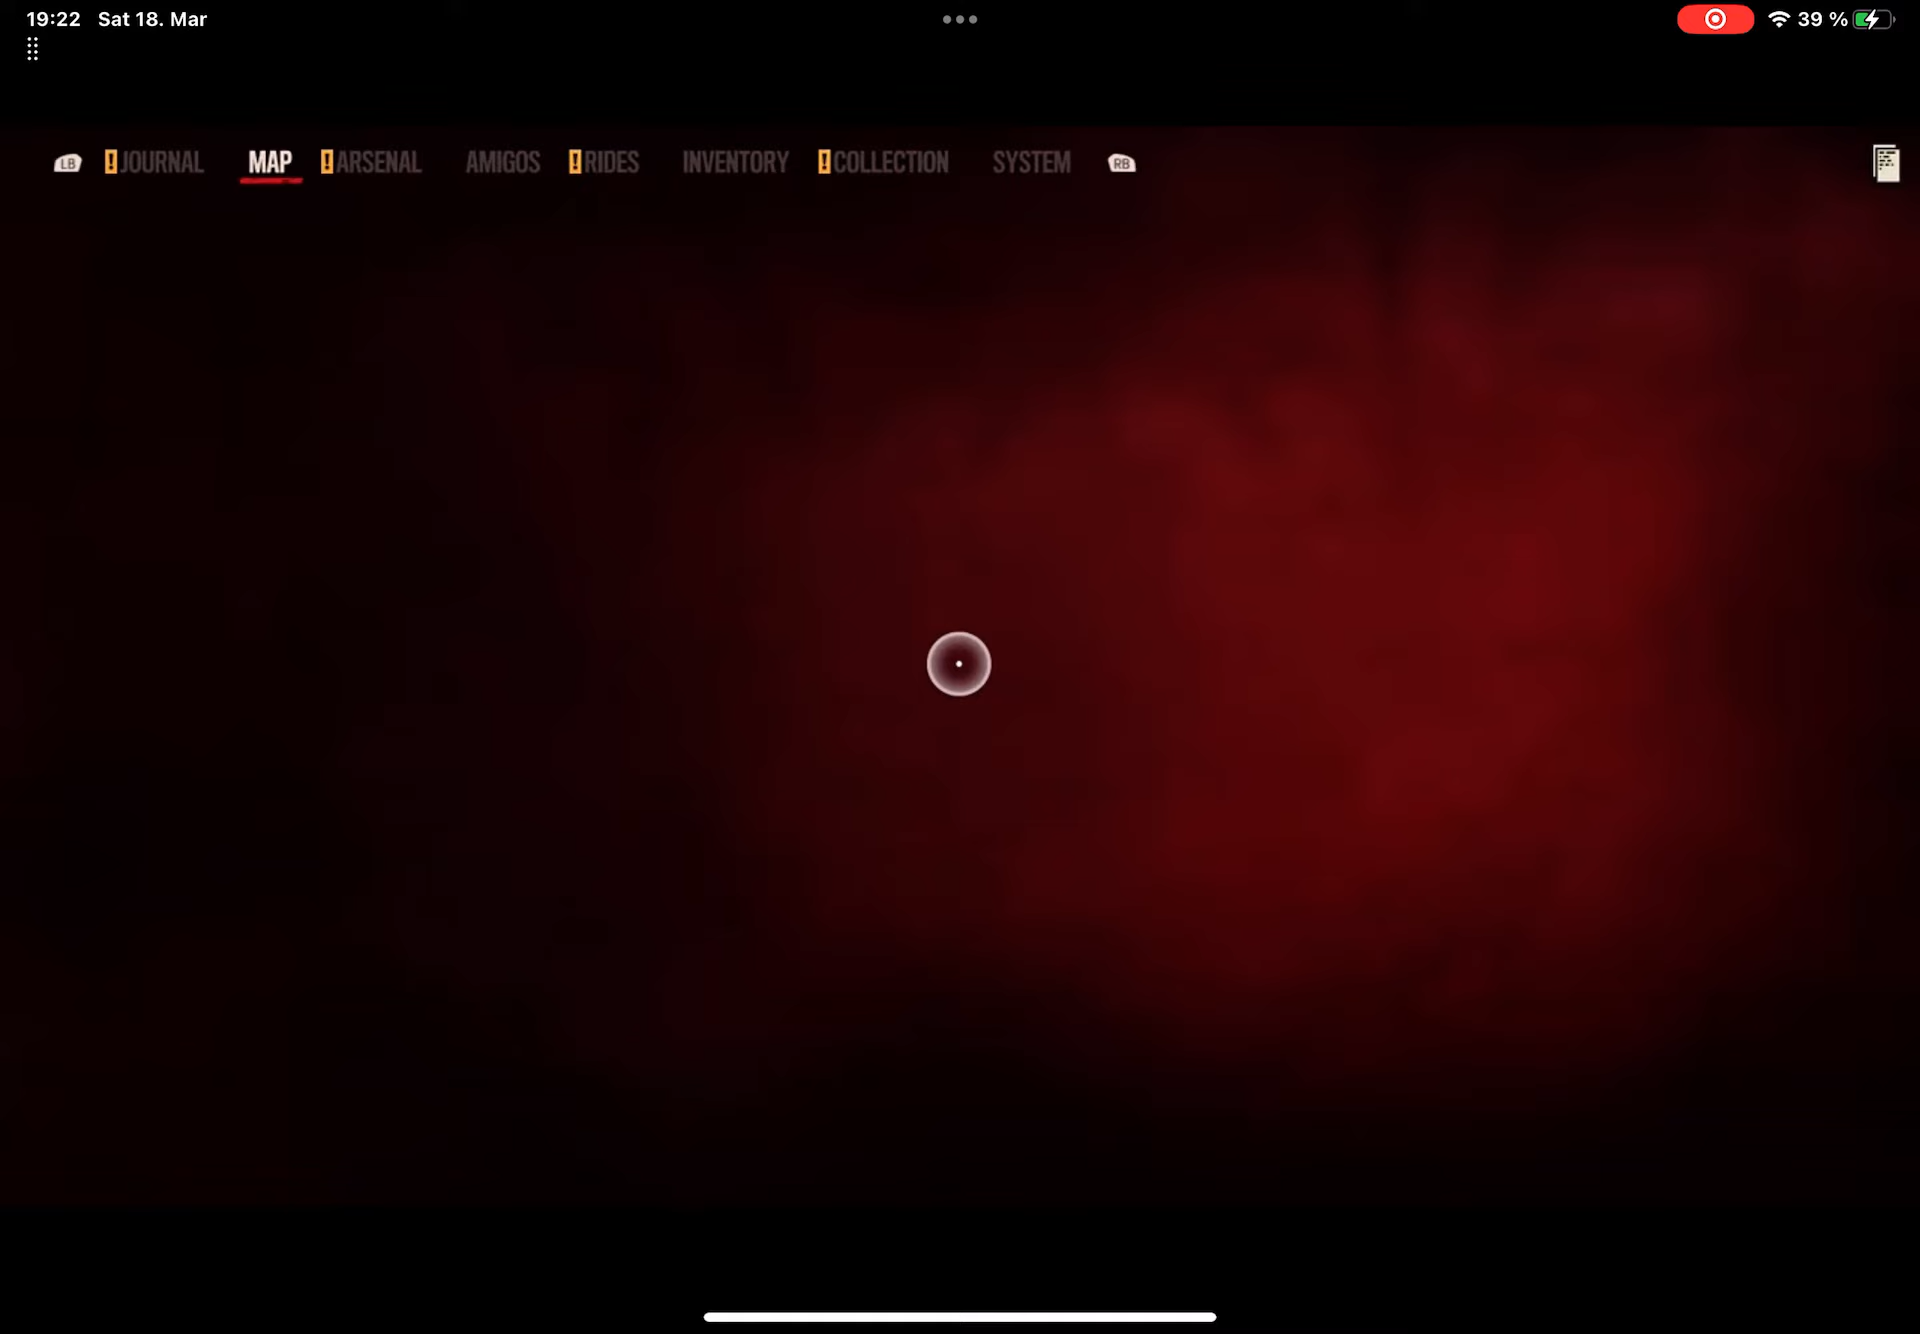 19:22 Sat 18. Mar
39 %
LB ! JOURNAL MAP ! ARSENAL AMIGOS ! RIDES INVENTORY ! COLLECTION SYSTEM RB